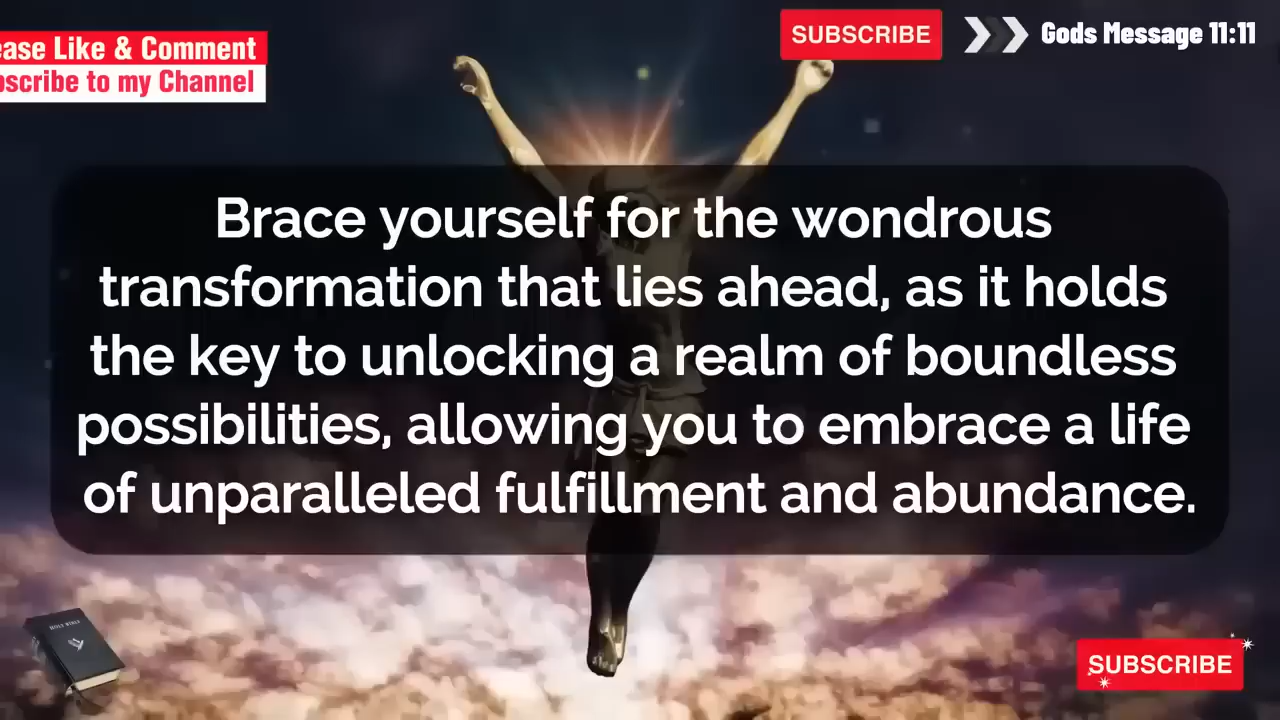 Like & Comment
SUBSCRIBE
Gods Message 11:11
to my Channel
Brace yourself for the wondrous
transformation that lies ahead, as it holds
the key to unlocking a realm of boundless
possibilities, allowing you to embrace a life
of unparalleled fulfillment and abundance.
HOLY BIBLE
SUBSCRIBE